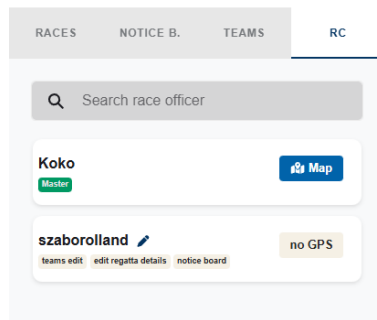 RACES NOTICE B. TEAMS RC
Search race officer
Koko
Map
Master
szaborolland
no GPS
teams edit edit regatta details notice board